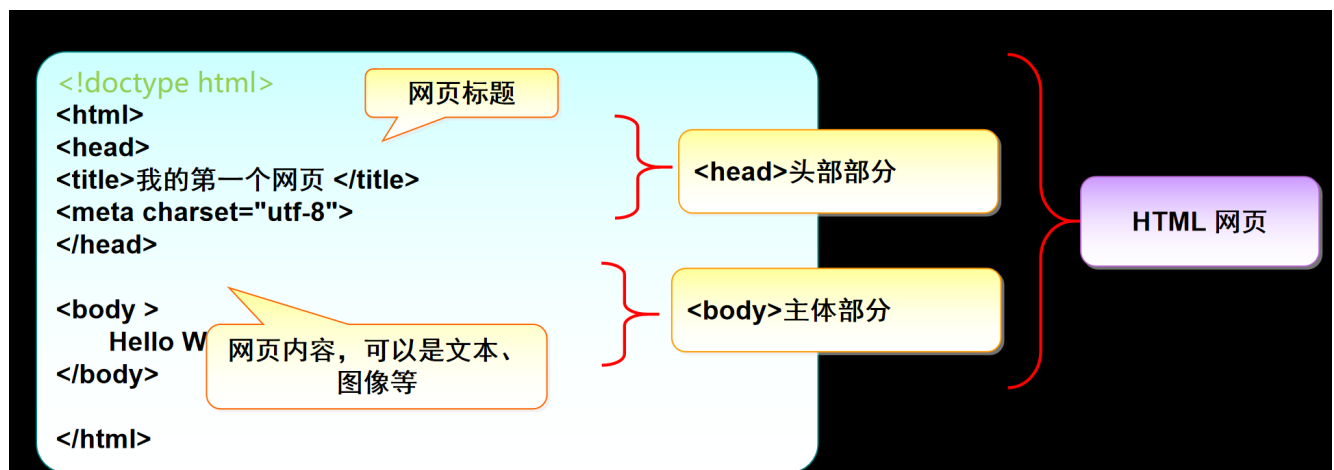 <!doctype html>
<html>
<head>
<title>我的第一个网页 </title>
<meta charset="utf-8">
</head>
<body >
Hello W
</body>
</html>
网页标题
网页内容，可以是文本、
图像等
<head>头部部分
<body>主体部分
HTML 网页